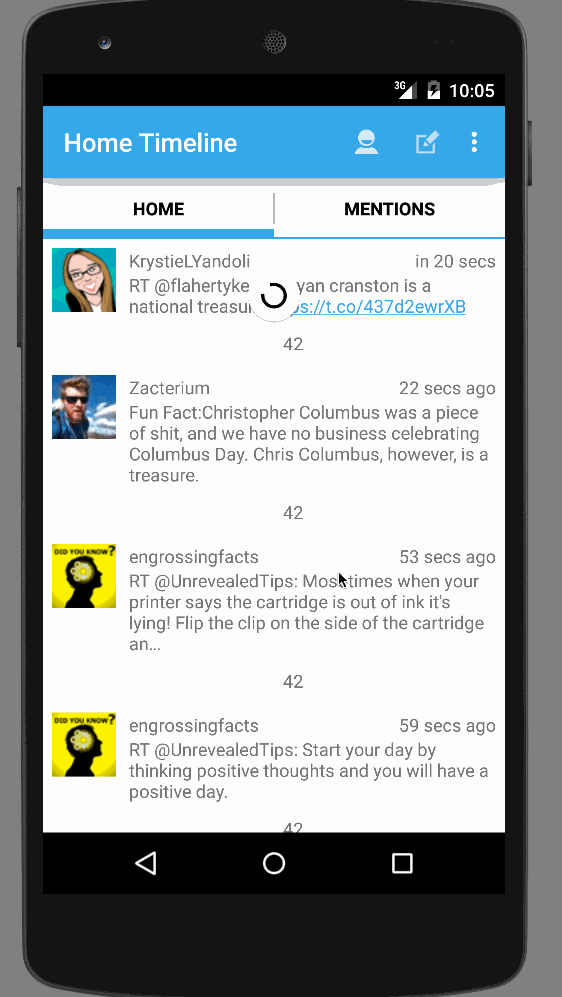 3G 10:05
Home Timeline
HOME MENTIONS
KrystieLYandoli in 20 secs
RT @flahertyke yan cranston is a
national treasu s://t.co/437d2ewrXB
42
Zacterium 22 secs ago
Fun Fact:Christopher Columbus was a piece
of shit, and we have no business celebrating
Columbus Day. Chris Columbus, however, is a
treasure.
42
DID YOU KNOW?
engrossingfacts 53 secs ago
RT @UnrevealedTips: Most times when your
printer says the cartridge is out of ink it's
lying! Flip the clip on the side of the cartridge
an...
42
DID YOU KNOW?
engrossingfacts 59 secs ago
RT @UnrevealedTips: Start your day by
thinking positive thoughts and you will have a
positive day.
42